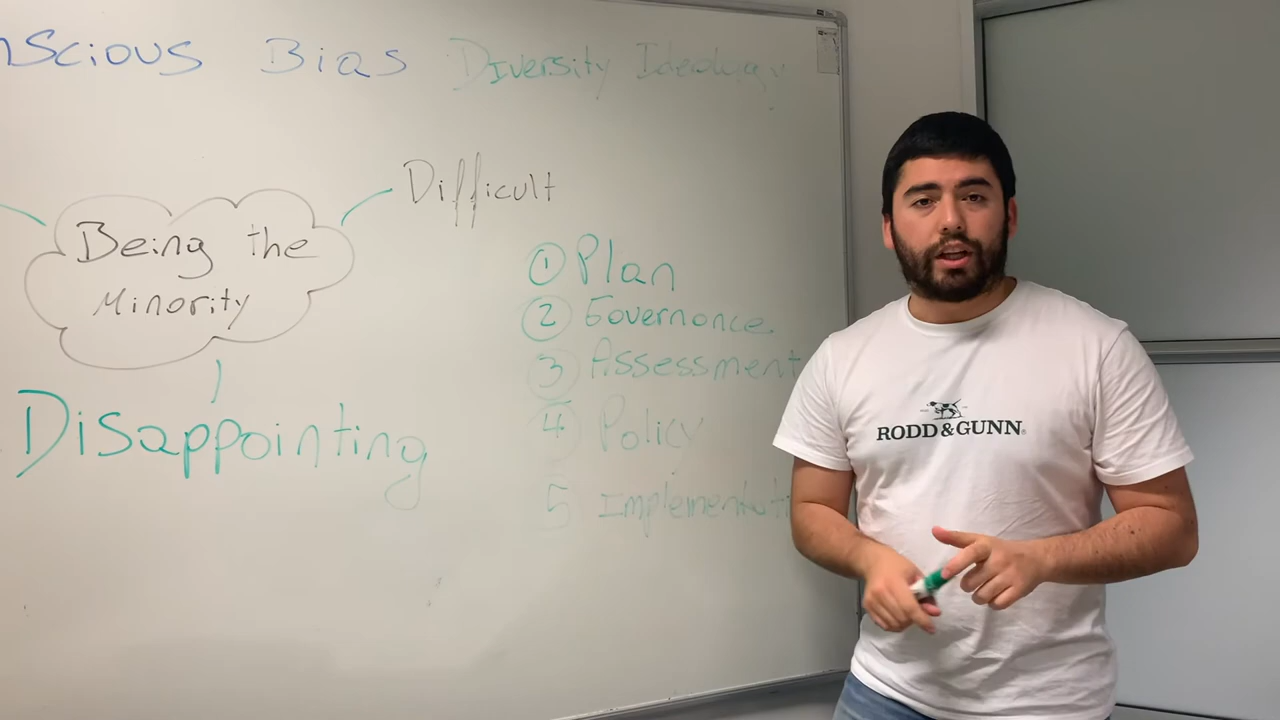 nscious Bias Diversity Ideology
Difficult
Being the
Minority
Disappointing
① Plan
② Governonce
③ Assessment
④ Policy
5 Implementati
RODD & GUNN